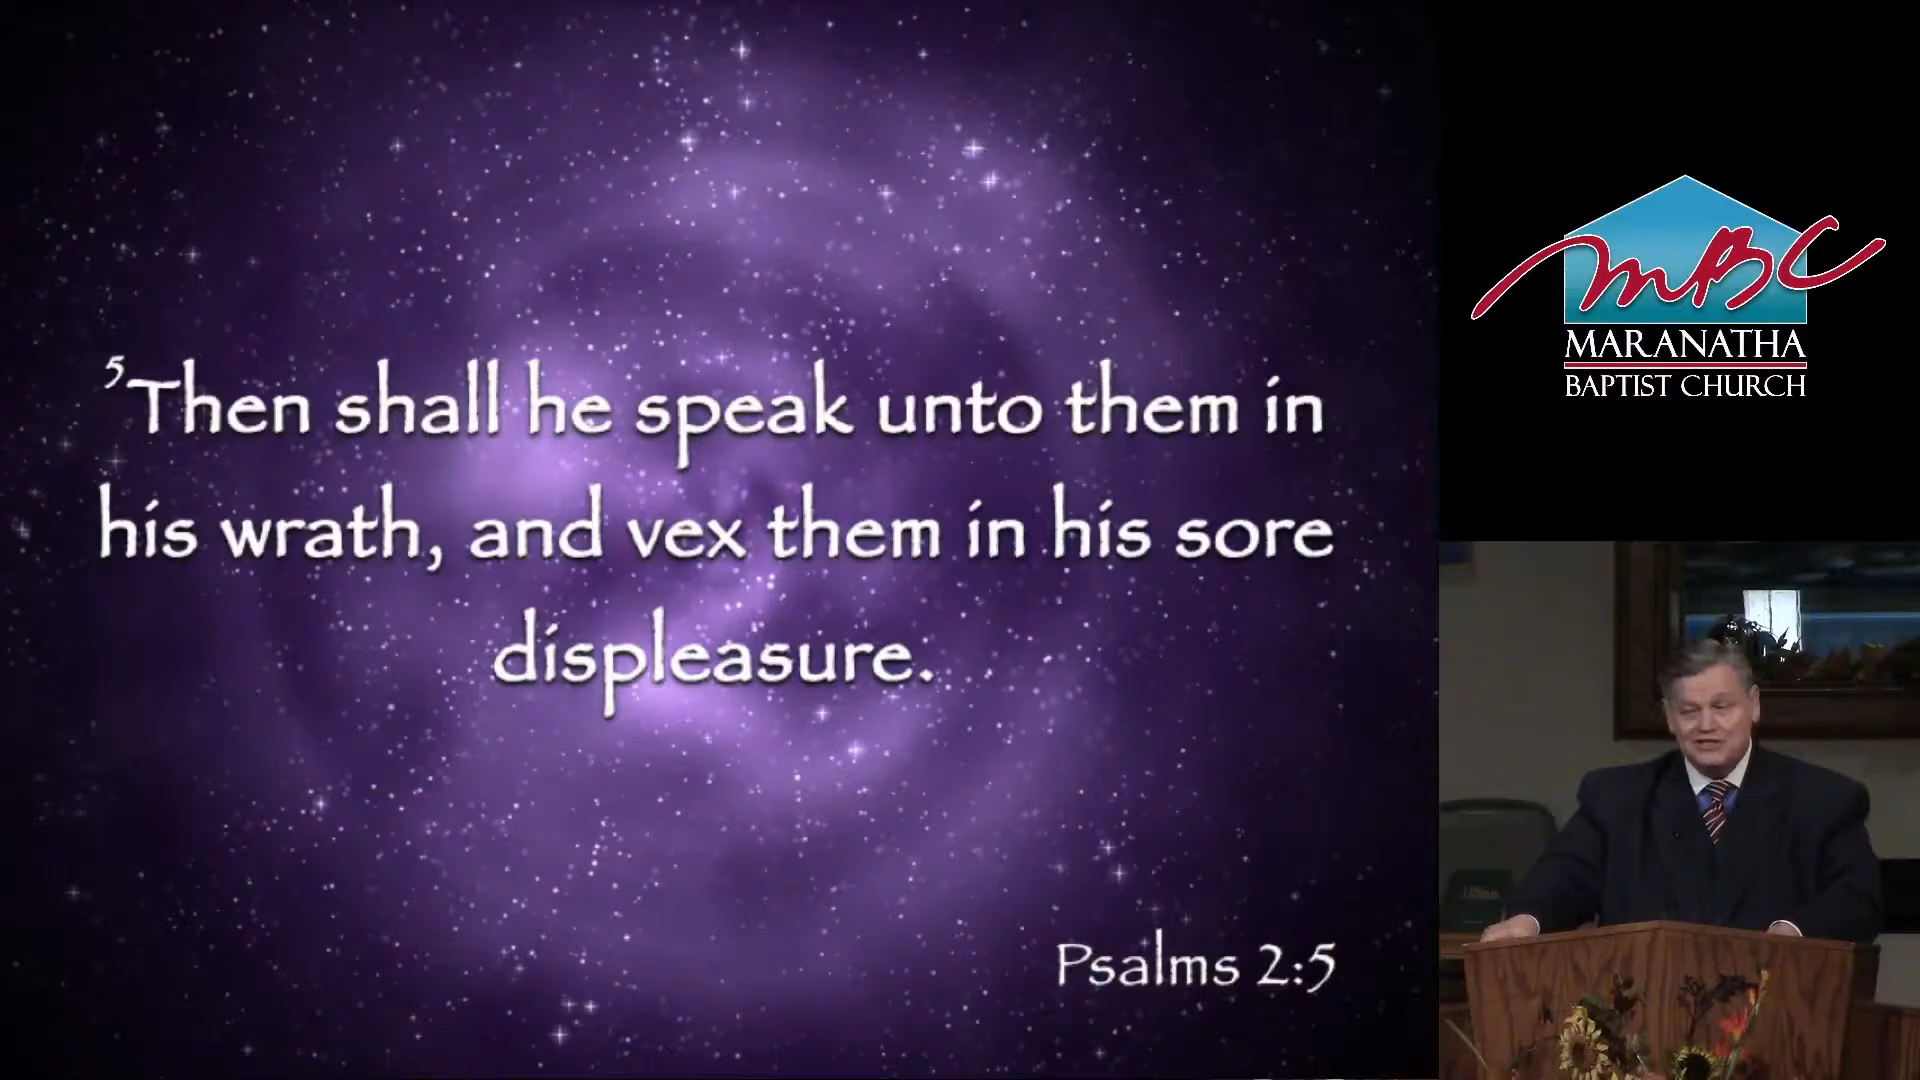 ⁵Then shall he speak unto them in
his wrath, and vex them in his sore
displeasure.
Psalms 2:5
MBC
MARANATHA
BAPTIST CHURCH